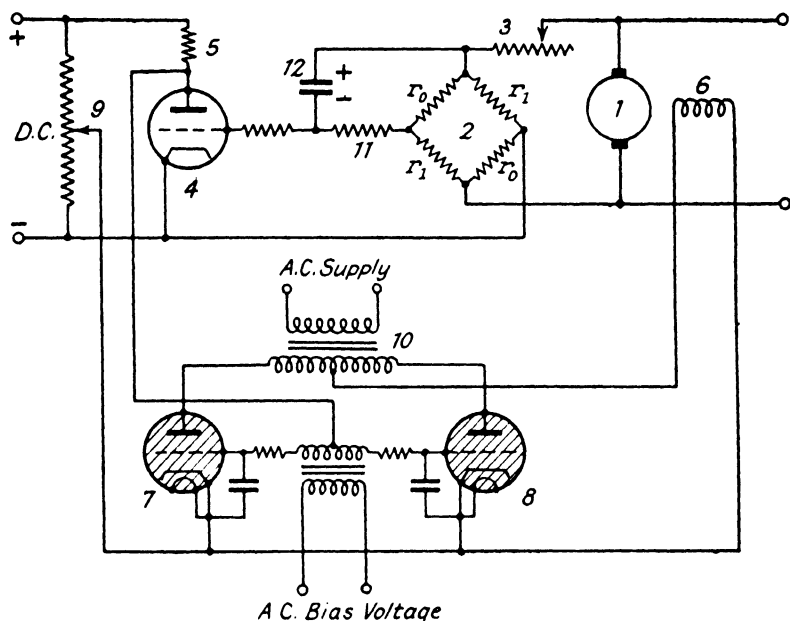 +
3
5
12
+
−
r₀
r₁
1
6
9
D.C.
2
11
r₁
r₀
4
−
A.C. Supply
10
7
8
A.C. Bias Voltage